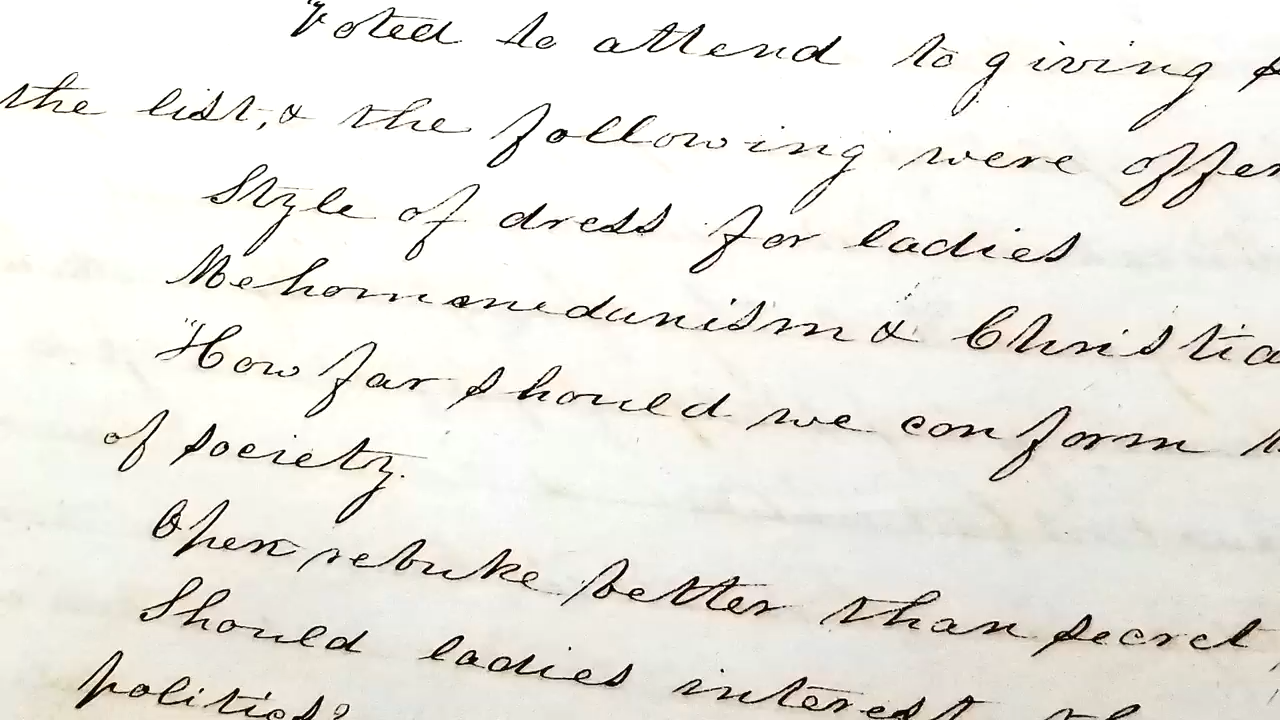 Voted to attend to giving
the list, & the following were offer
Style of dress for ladies
Mehommedanism & Christia
"How far should we conform
of society.
Open rebuke better than secret
Should ladies interest
politics?